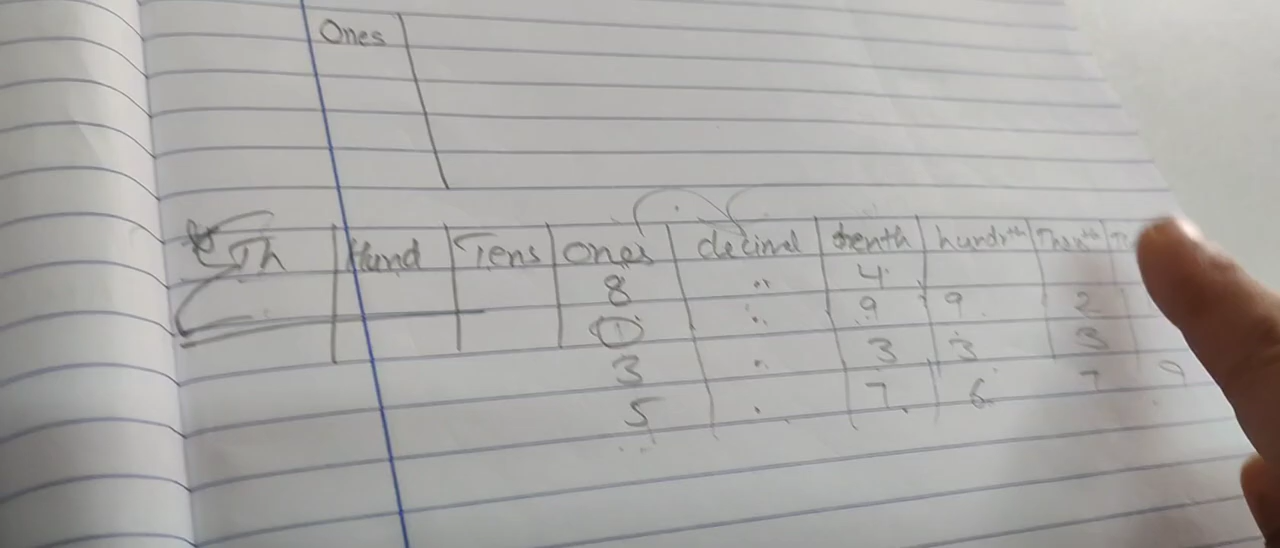 Ones
Th Hund Tens Ones decimal tenth hundrth
8 . 4
1 . 9 9 2
3 . 3 3 3
5 . 7 6 7 9